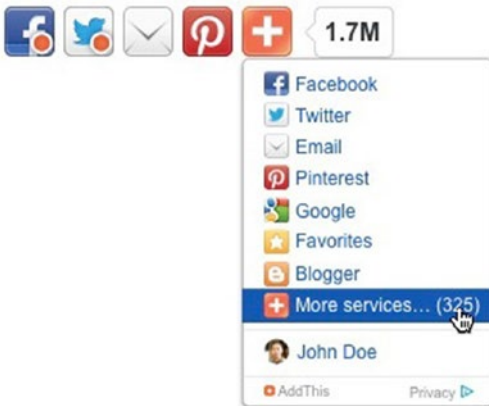 1.7M
Facebook
Twitter
Email
Pinterest
Google
Favorites
Blogger
More services... (325)
John Doe
AddThis Privacy